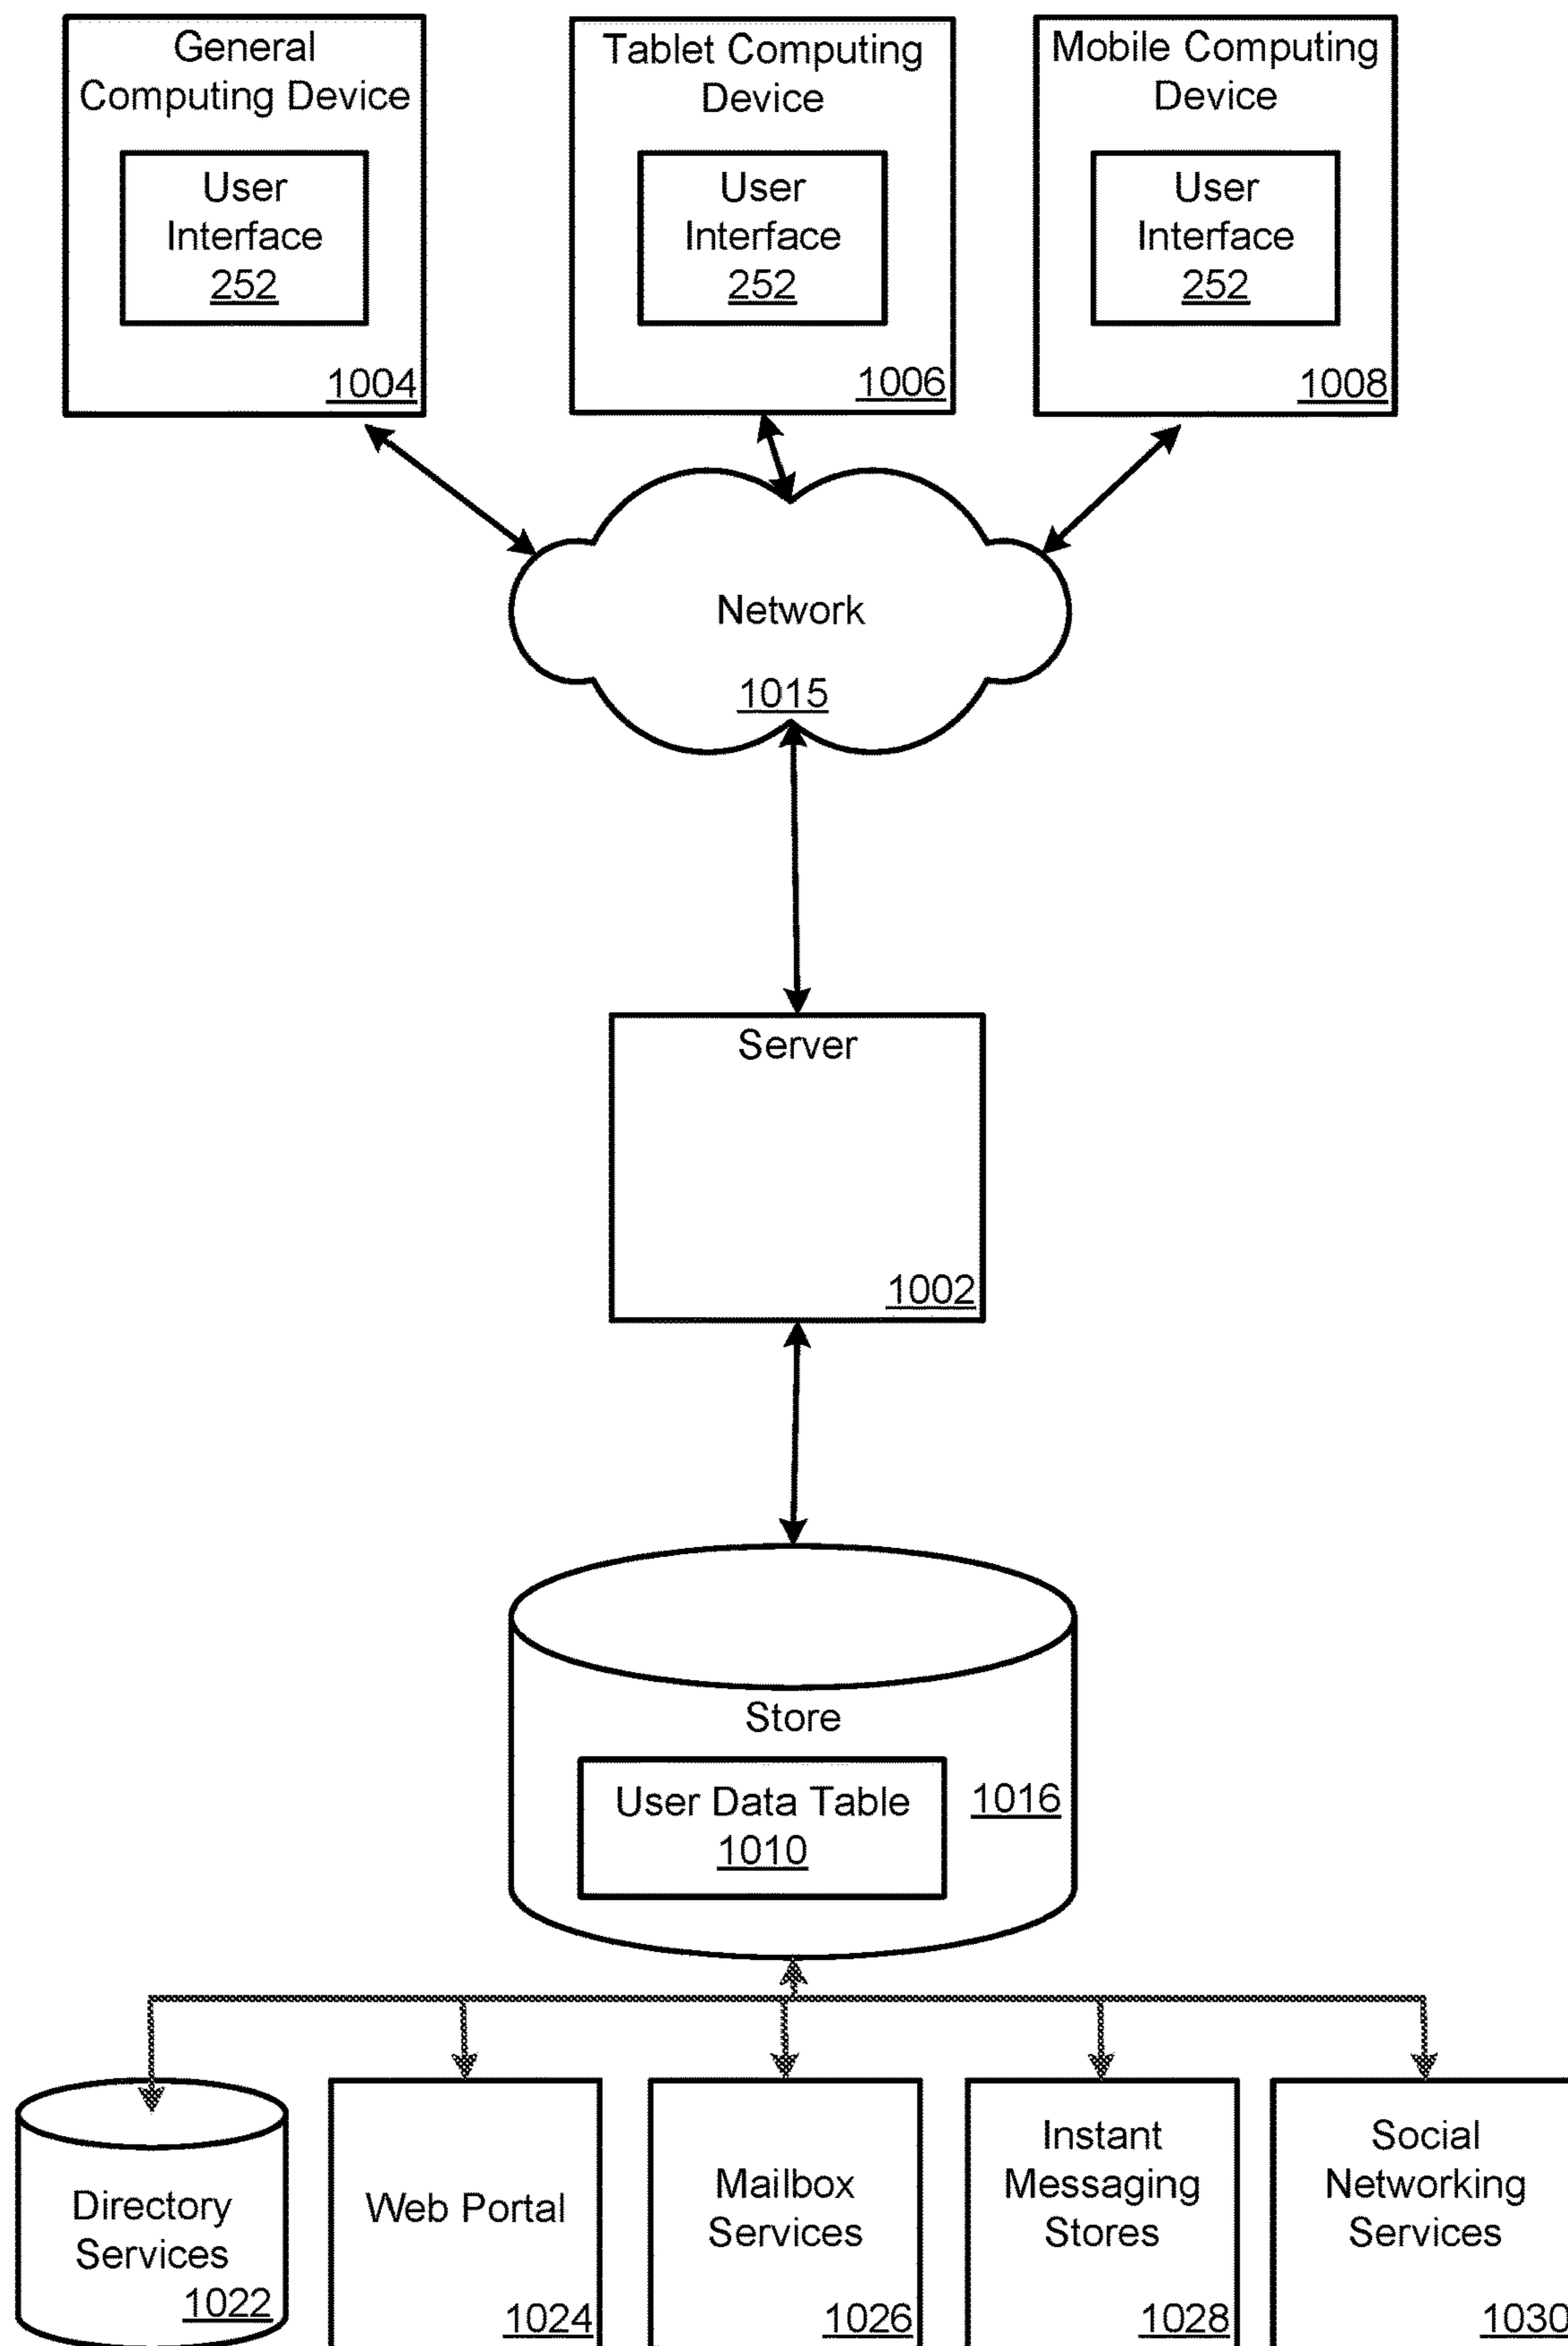 General
Computing Device
User
Interface
252
1004
Tablet Computing
Device
User
Interface
252
1006
Mobile Computing
Device
User
Interface
252
1008
Network
1015
Server
1002
Store
User Data Table
1010
1016
Directory
Services
1022
Web Portal
1024
Mailbox
Services
1026
Instant
Messaging
Stores
1028
Social
Networking
Services
1030